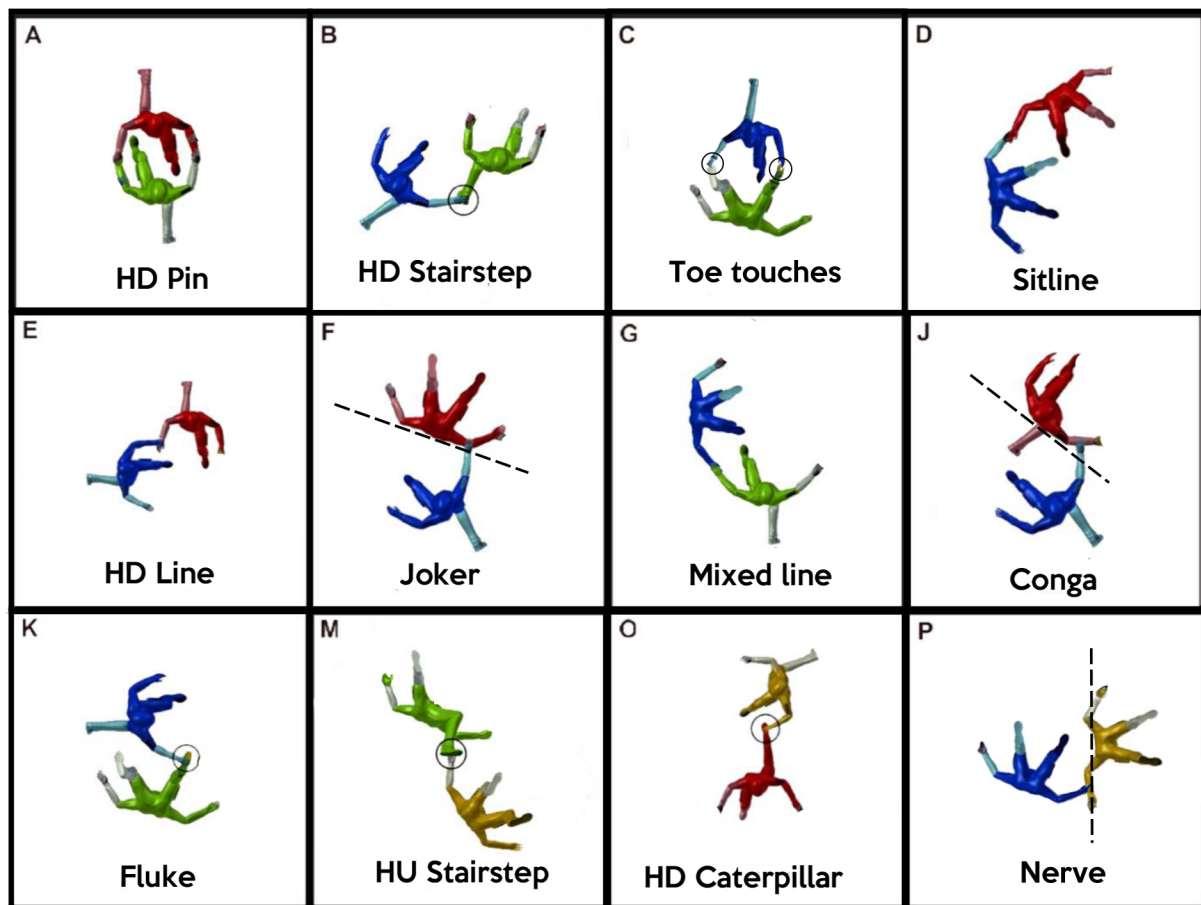 A
HD Pin
B
HD Stairstep
C
Toe touches
D
Sitline
E
HD Line
F
Joker
G
Mixed line
J
Conga
K
Fluke
M
HU Stairstep
O
HD Caterpillar
P
Nerve